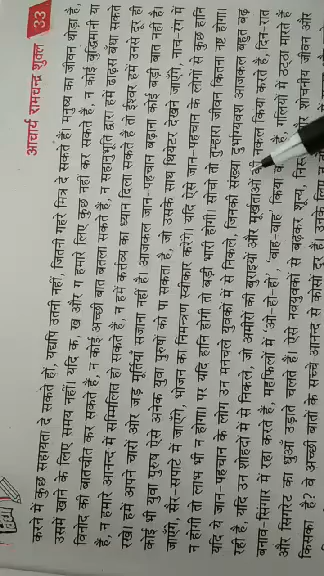 आचार्य रामचन्द्र शुक्ल 33
करने में कुछ सहायता दे सकते हों, यद्यपि उतनी नहीं, जितनी गहरे मित्र दे सकते हैं। मनुष्य का जीवन थोड़ा है,
उसमें खोने के लिए समय नहीं। यदि क, ख और ग हमारे लिए कुछ नहीं कर सकते हैं, न कोई बुद्धिमानी या
विनोद की बातचीत कर सकते हैं, न कोई अच्छी बात बतला सकते हैं, न सहानुभूति द्वारा हमें ढाढ़स बँधा सकते
हैं, न हमारे आनन्द में सम्मिलित हो सकते हैं, न हमें कर्त्तव्य का ध्यान दिला सकते हैं तो ईश्वर हमें उनसे दूर ही
रखे। हमें अपने चारों ओर जड़ मूर्तियाँ सजाना नहीं है। आजकल जान-पहचान बढ़ाना कोई बड़ी बात नहीं है।
कोई भी युवा पुरुष ऐसे अनेक युवा पुरुषों को पा सकता है, जो उसके साथ थियेटर देखने जाएँगे, नाच-रंग में
जाएँगे, सैर-सपाटे में जाएँगे, भोजन का निमन्त्रण स्वीकार करेंगे। यदि ऐसे जान-पहचान के लोगों से कुछ हानि
न होगी तो लाभ भी न होगा। पर यदि हानि होगी तो बड़ी भारी होगी। सोचो तो तुम्हारा जीवन कितना नष्ट होगा।
यदि ये जान-पहचान के लोग उन मनचले युवकों में से निकलें, जिनकी संख्या दुर्भाग्यवश आजकल बहुत बढ़
रही है, यदि उन शोहदों में से निकलें, जो अमीरों की बुराइयों और मूर्खताओं की नकल किया करते हैं, दिन-रात
बनाव-सिंगार में रहा करते हैं, महफिलों में 'ओ-हो-हो', 'वाह-वाह' किया हैं, गलियों में ठट्ठा मारते हैं
और सिगरेट का धुआँ उड़ाते चलते हैं। ऐसे नवयुवकों से बढ़कर शून्य, शोचनीय जीवन और
किसका है? वे अच्छी बातों के सच्चे आनन्द से कोसों दूर हैं। उनके लिए